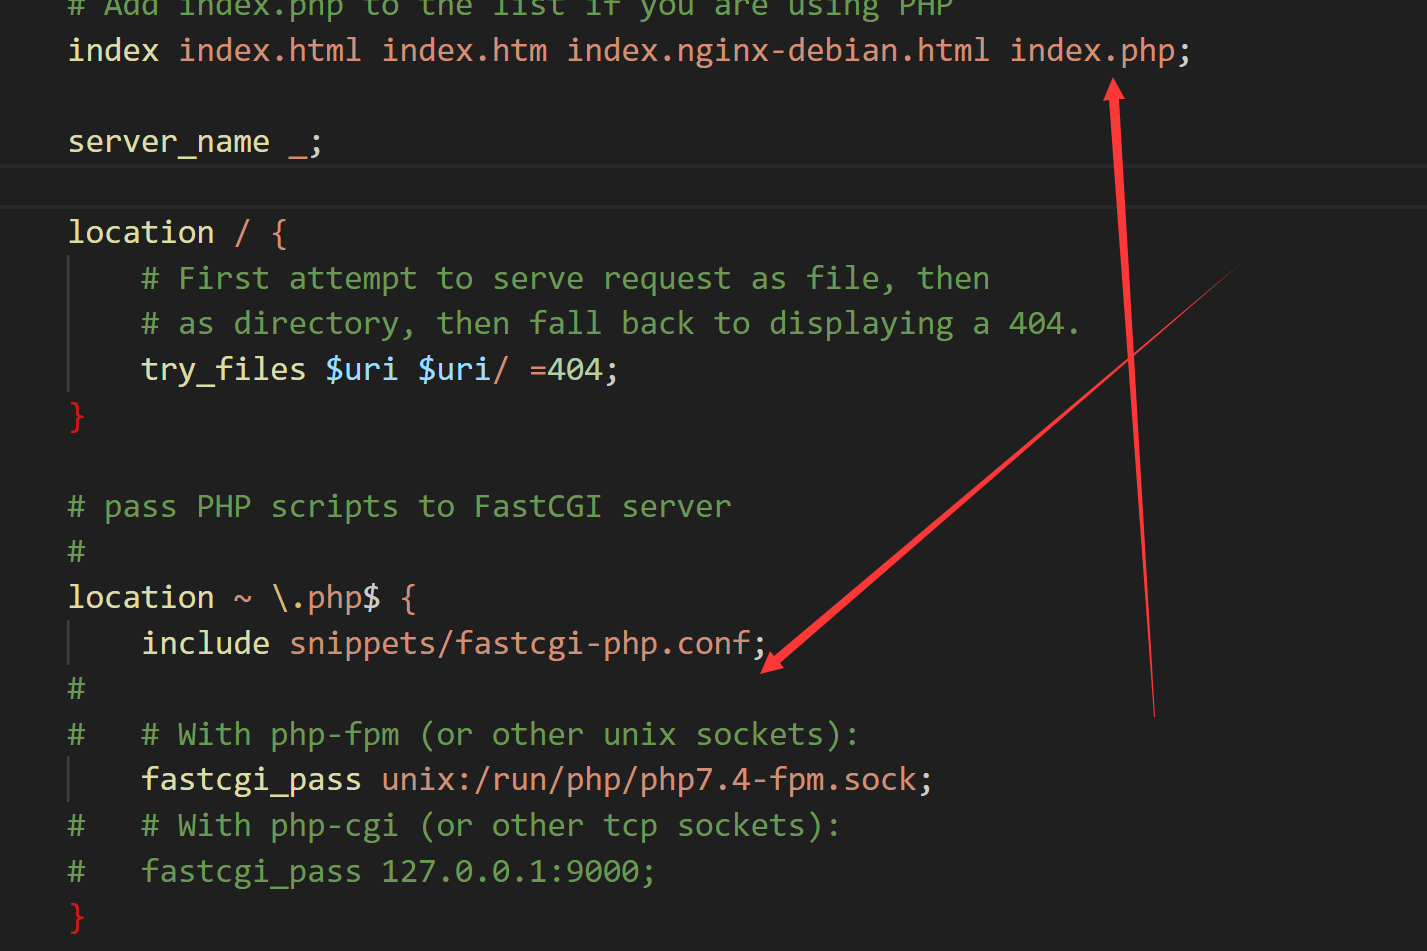 # Add index.php to the list if you are using PHP
index index.html index.htm index.nginx-debian.html index.php;
server_name _;
location / {
# First attempt to serve request as file, then
# as directory, then fall back to displaying a 404.
try_files $uri $uri/ =404;
}
# pass PHP scripts to FastCGI server
#
location ~ \.php$ {
include snippets/fastcgi-php.conf;
#
#   # With php-fpm (or other unix sockets):
fastcgi_pass unix:/run/php/php7.4-fpm.sock;
#   # With php-cgi (or other tcp sockets):
#   fastcgi_pass 127.0.0.1:9000;
}